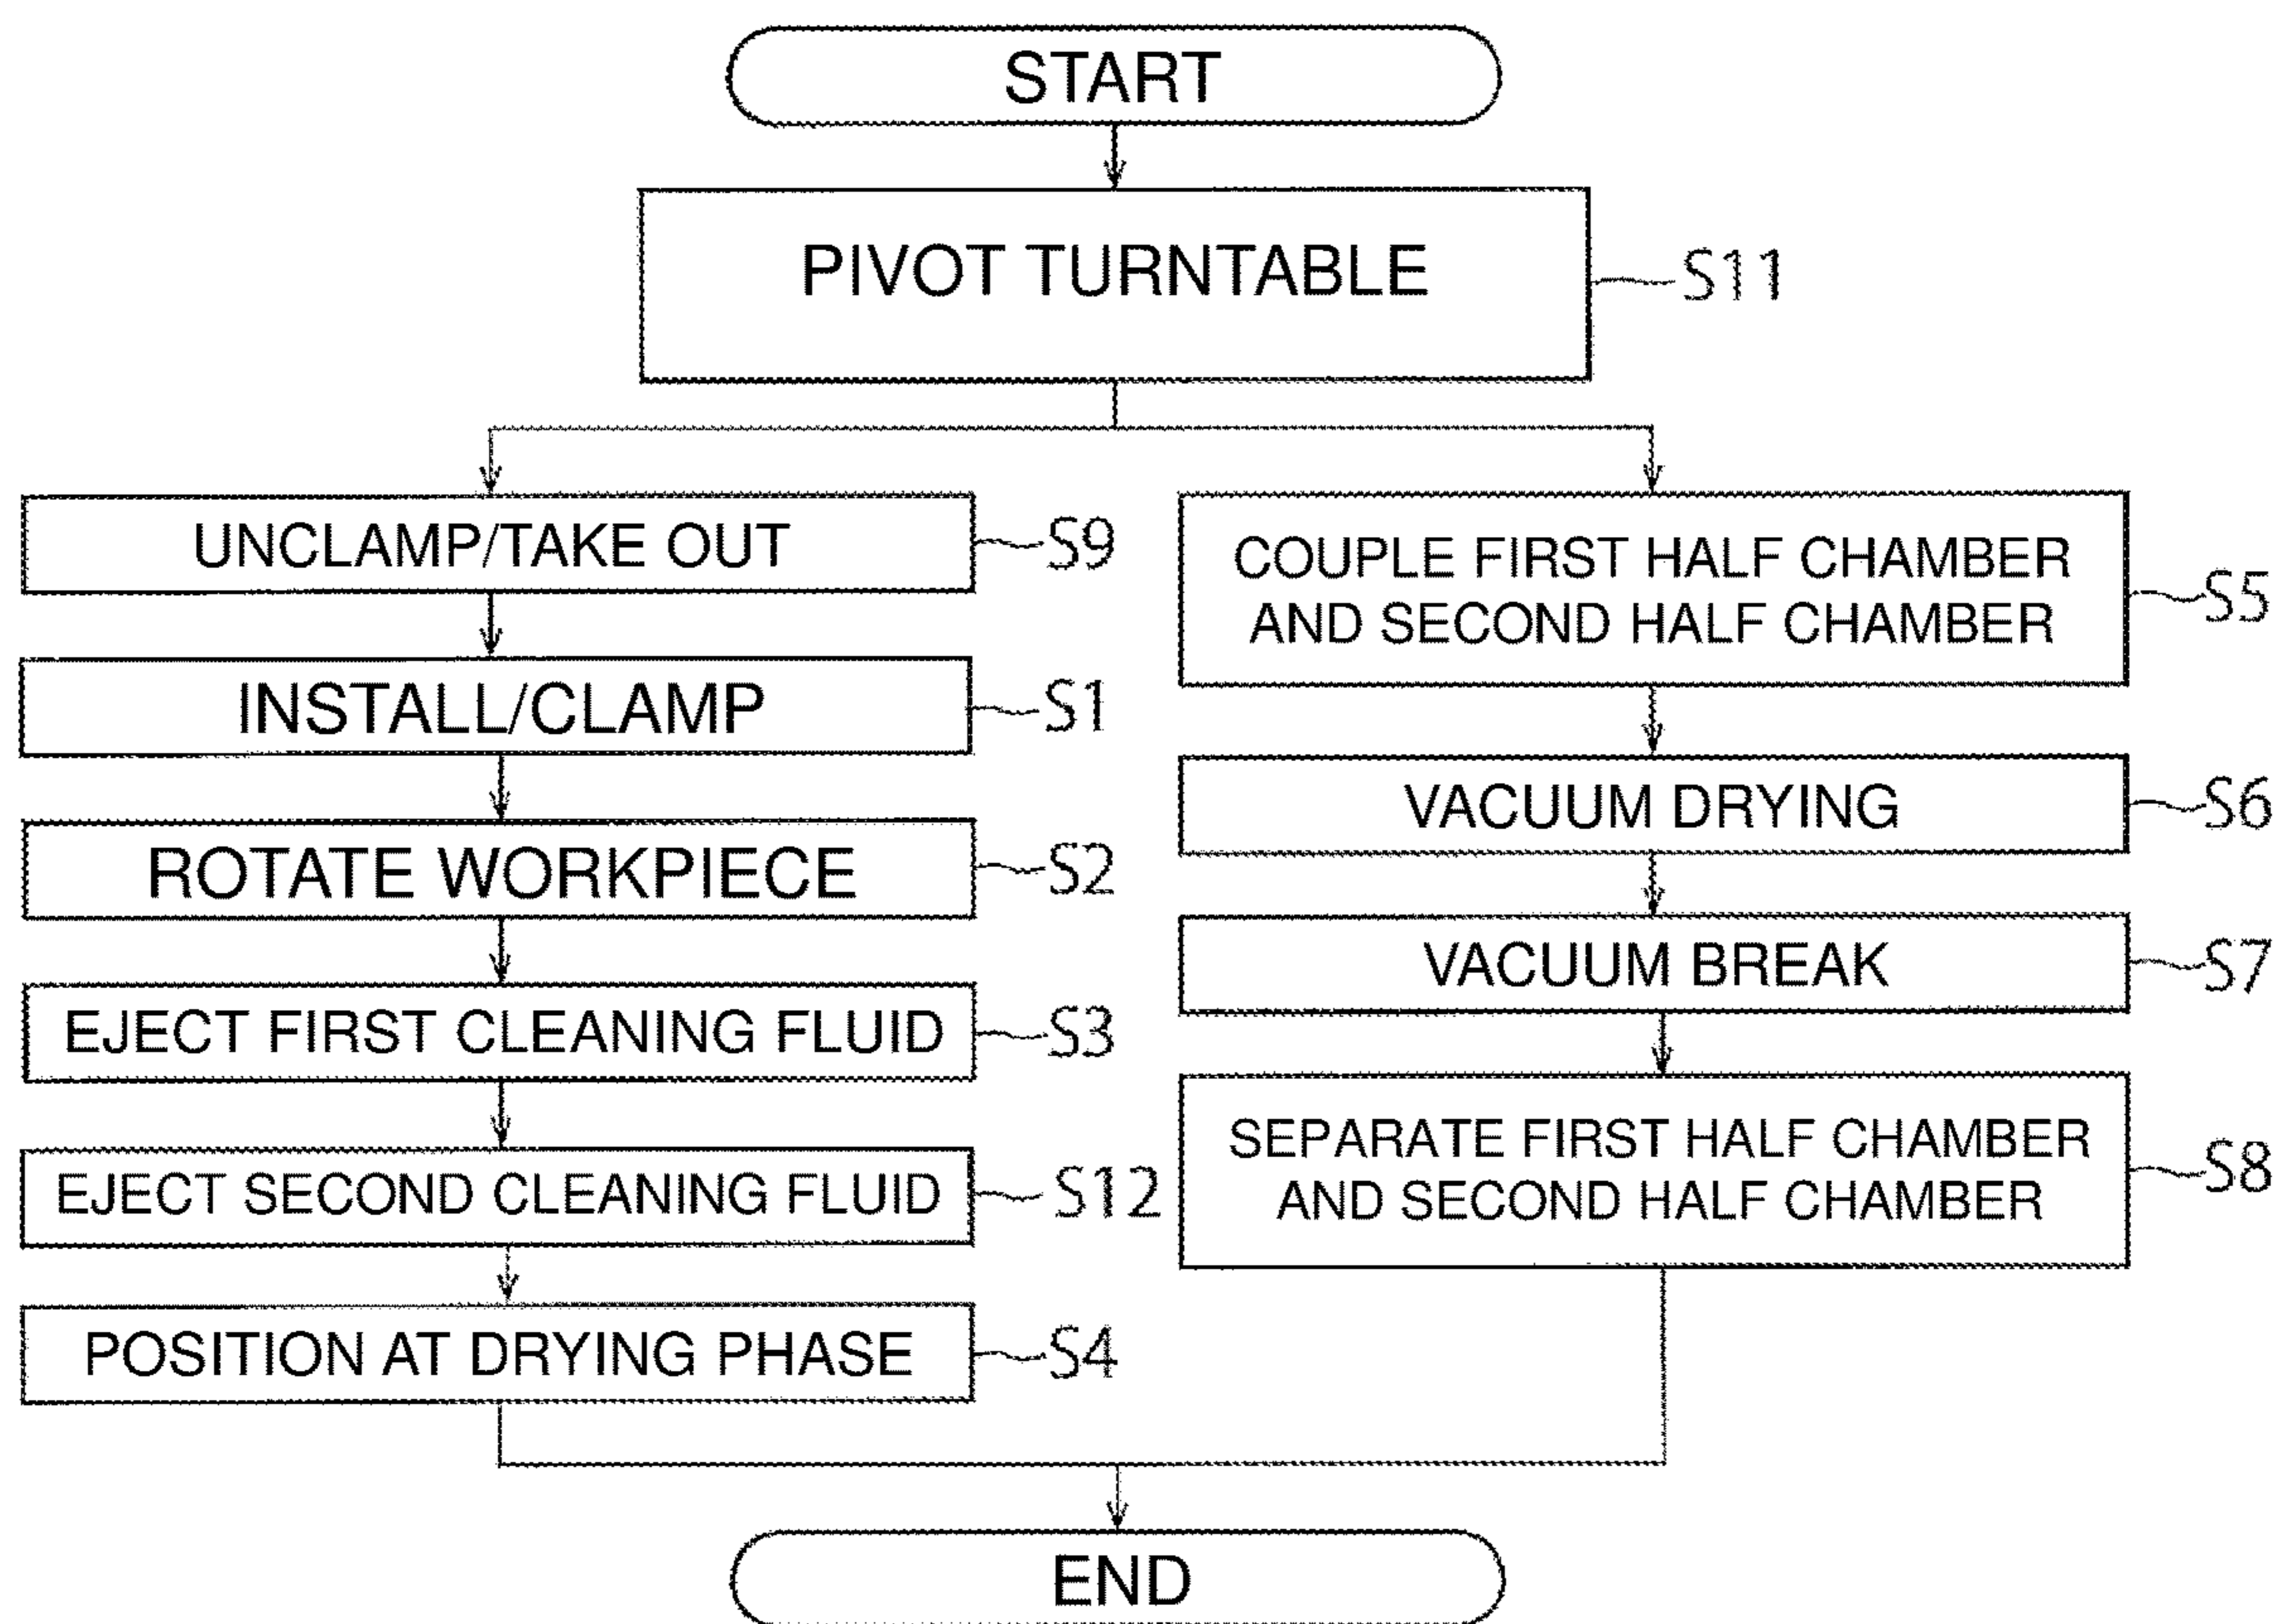 START
PIVOT TURNTABLE
S11
UNCLAMP/TAKE OUT
S9
INSTALL/CLAMP
S1
ROTATE WORKPIECE
S2
EJECT FIRST CLEANING FLUID
S3
EJECT SECOND CLEANING FLUID
S12
POSITION AT DRYING PHASE
S4
COUPLE FIRST HALF CHAMBER
AND SECOND HALF CHAMBER
S5
VACUUM DRYING
S6
VACUUM BREAK
S7
SEPARATE FIRST HALF CHAMBER
AND SECOND HALF CHAMBER
S8
END